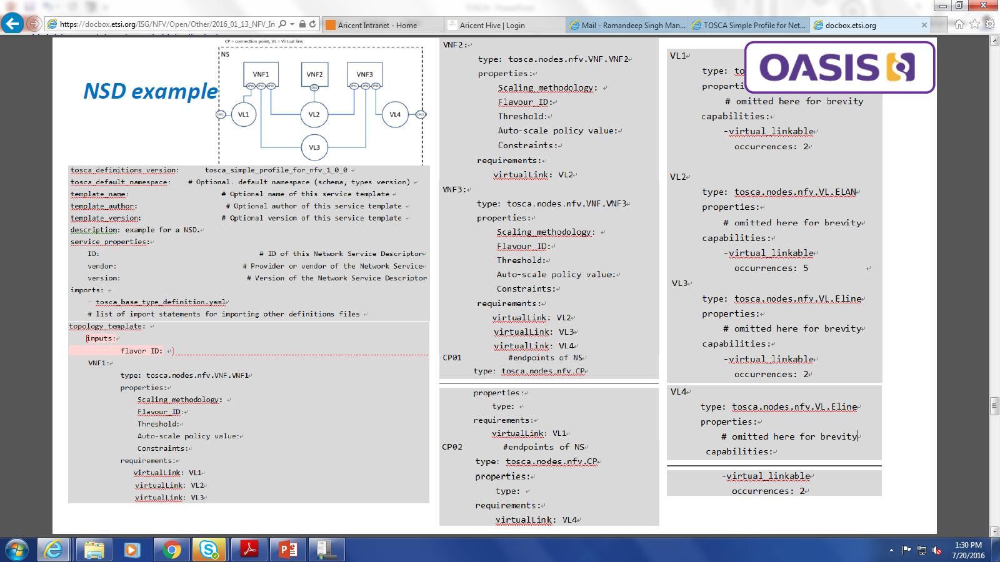 TOSCA - PowerPoint
https://docbox.etsi.org/ISG/NFV/Open/Other/2016_01_13_NFV_In
Aricent Intranet - Home
Aricent Hive | Login
Mail - Ramandeep Singh Man...
TOSCA Simple Profile for Net...
docbox.etsi.org
CP = connection point, VL = Virtual link
NS
VNF1
VNF2
VNF3
VL1
VL2
VL4
VL3
NSD example
tosca_definitions_version: tosca_simple_profile_for_nfv_1_0_0
tosca_default_namespace: # Optional. default namespace (schema, types version)
template_name: # Optional name of this service template
template_author: # Optional author of this service template
template_version: # Optional version of this service template
description: example for a NSD.
service_properties:
ID: # ID of this Network Service Descriptor
vendor: # Provider or vendor of the Network Service
version: # Version of the Network Service Descriptor
imports:
- tosca_base_type_definition.yaml
# list of import statements for importing other definitions files
topology_template:
inputs:
flavor ID:
VNF1:
type: tosca.nodes.nfv.VNF.VNF1
properties:
Scaling_methodology:
Flavour_ID:
Threshold:
Auto-scale policy value:
Constraints:
requirements:
virtualLink: VL1
virtualLink: VL2
virtualLink: VL3
VNF2:
type: tosca.nodes.nfv.VNF.VNF2
properties:
Scaling_methodology:
Flavour_ID:
Threshold:
Auto-scale policy value:
Constraints:
requirements:
virtualLink: VL2
VNF3:
type: tosca.nodes.nfv.VNF.VNF3
properties:
Scaling_methodology:
Flavour_ID:
Threshold:
Auto-scale policy value:
Constraints:
requirements:
virtualLink: VL2
virtualLink: VL3
virtualLink: VL4
CP01 #endpoints of NS
type: tosca.nodes.nfv.CP
properties:
type:
requirements:
virtualLink: VL1
CP02 #endpoints of NS
type: tosca.nodes.nfv.CP
properties:
type:
requirements:
virtualLink: VL4
OASIS
VL1
type: to
properti
# omitted here for brevity
capabilities:
-virtual_linkable
occurrences: 2
VL2
type: tosca.nodes.nfv.VL.ELAN
properties:
# omitted here for brevity
capabilities:
-virtual_linkable
occurrences: 5
VL3
type: tosca.nodes.nfv.VL.Eline
properties:
# omitted here for brevity
capabilities:
-virtual_linkable
occurrences: 2
VL4
type: tosca.nodes.nfv.VL.Eline
properties:
# omitted here for brevity
capabilities:
-virtual_linkable
occurrences: 2
1:30 PM
7/20/2016